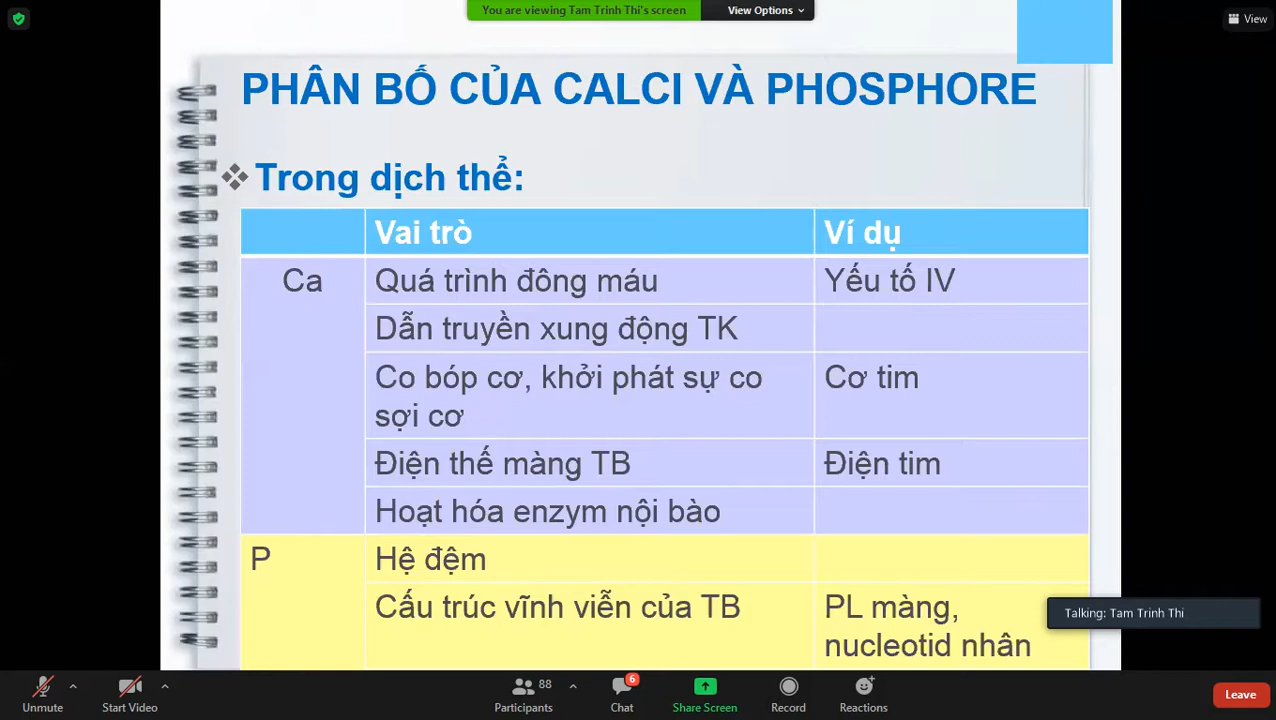 You are viewing Tam Trinh Thi's screen
View Options
View
PHÂN BỐ CỦA CALCI VÀ PHOSPHORE
Trong dịch thể:
Vai trò
Ví dụ
Ca
Quá trình đông máu
Yếu tố IV
Dẫn truyền xung động TK
Co bóp cơ, khởi phát sự co
sợi cơ
Cơ tim
Điện thế màng TB
Điện tim
Hoạt hóa enzym nội bào
P
Hệ đệm
Cấu trúc vĩnh viễn của TB
PL màng,
nucleotid nhân
Talking: Tam Trinh Thi
Unmute
Start Video
88
Participants
6
Chat
Share Screen
Record
Reactions
Leave